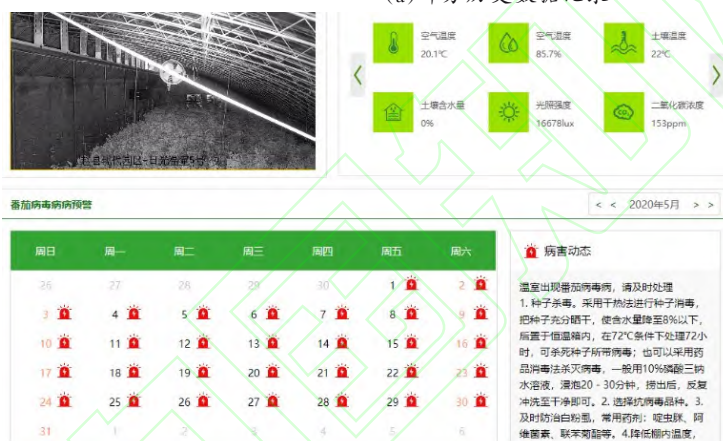 空气温度
20.1℃
空气湿度
85.7%
土壤温度
22℃
土壤含水量
0%
光照强度
16678lux
二氧化碳浓度
153ppm
番茄病毒病病预警
< < 2020年5月 > >
周日 周一 周二 周三 周四 周五 周六
26 27 28 29 30 1 2
3 4 5 6 7 8 9
10 11 12 13 14 15 16
17 18 19 20 21 22 23
24 25 26 27 28 29 30
31 1 2 3 4 5 6
病害动态
温室出现番茄病毒病，请及时处理
1. 种子杀毒。采用干热法进行种子消毒，
把种子充分晒干，使含水量降至8%以下，
后置于恒温箱内，在72℃条件下处理72小
时，可杀死种子所带病毒；也可以采用药
品消毒法杀灭病毒，一般用10%磷酸三钠
水溶液，浸泡20 - 30分钟，捞出后，反复
冲洗至干净即可。2. 选择抗病毒品种。3.
及时防治白粉虱，常用药剂：啶虫脒、阿
维菌素、联苯菊酯等。4.降低棚内温度，